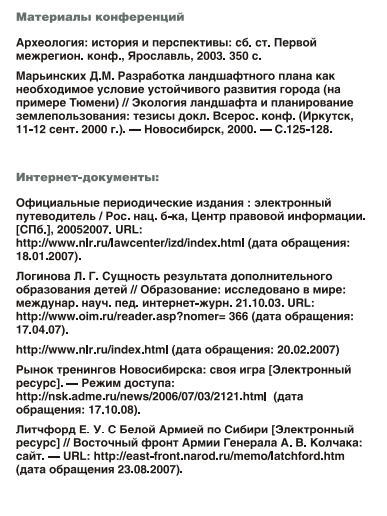 Материалы конференций
Археология: история и перспективы: сб. ст. Первой
межрегион. конф., Ярославль, 2003. 350 с.
Марьинских Д.М. Разработка ландшафтного плана как
необходимое условие устойчивого развития города (на
примере Тюмени) // Экология ландшафта и планирование
землепользования: тезисы докл. Всерос. конф. (Иркутск,
11-12 сент. 2000 г.). — Новосибирск, 2000. — С.125-128.
Интернет-документы:
Официальные периодические издания : электронный
путеводитель / Рос. нац. б-ка, Центр правовой информации.
[СПб.], 20052007. URL:
http://www.nlr.ru/lawcenter/izd/index.html (дата обращения:
18.01.2007).
Логинова Л. Г. Сущность результата дополнительного
образования детей // Образование: исследовано в мире:
междунар. науч. пед. интернет-журн. 21.10.03. URL:
http://www.oim.ru/reader.asp?nomer= 366 (дата обращения:
17.04.07).
http://www.nlr.ru/index.html (дата обращения: 20.02.2007)
Рынок тренингов Новосибирска: своя игра [Электронный
ресурс]. — Режим доступа:
http://nsk.adme.ru/news/2006/07/03/2121.html (дата
обращения: 17.10.08).
Литчфорд Е. У. С Белой Армией по Сибири [Электронный
ресурс] // Восточный фронт Армии Генерала А. В. Колчака:
сайт. — URL: http://east-front.narod.ru/memo/latchford.htm
(дата обращения 23.08.2007).